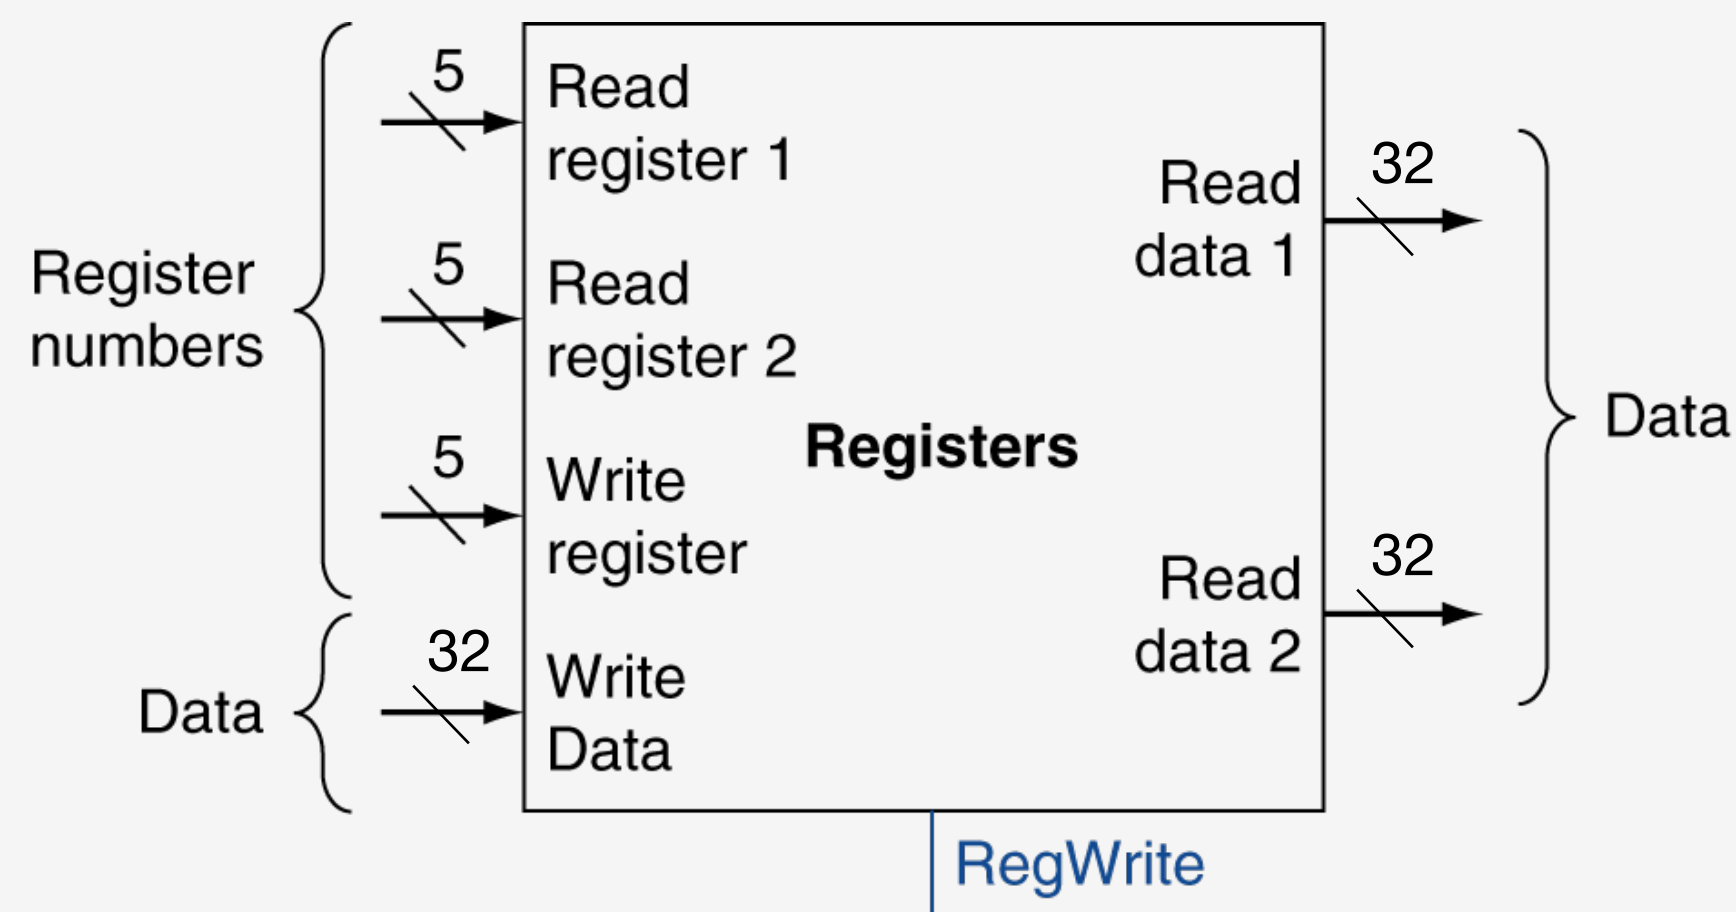 Register
numbers
Data
5
5
5
32
Read
register 1
Read
register 2
Write
register
Write
Data
Registers
Read
data 1
Read
data 2
32
32
Data
RegWrite